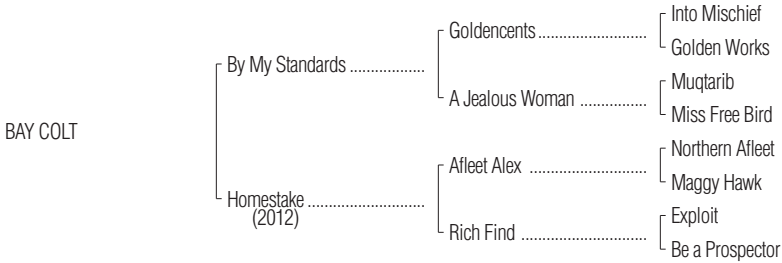 Into Mischief
Goldencents..........................
Golden Works
By My Standards ..................
Muqtarib
A Jealous Woman ................
Miss Free Bird
BAY COLT
Northern Afleet
Afleet Alex ............................
Maggy Hawk
Homestake ............................
(2012)
Exploit
Rich Find ..............................
Be a Prospector